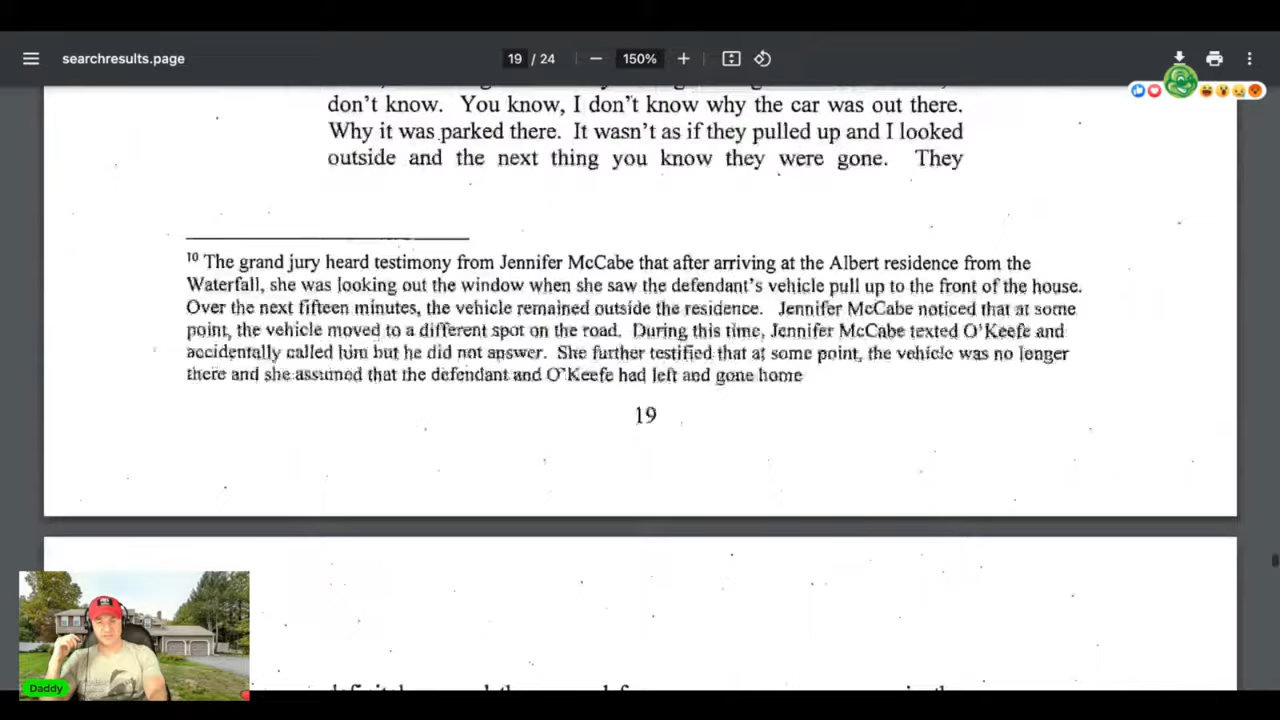 searchresults.page
19 / 24
150%
don't know. You know, I don't know why the car was out there.
Why it was parked there. It wasn't as if they pulled up and I looked
outside and the next thing you know they were gone. They
10 The grand jury heard testimony from Jennifer McCabe that after arriving at the Albert residence from the
Waterfall, she was looking out the window when she saw the defendant's vehicle pull up to the front of the house.
Over the next fifteen minutes, the vehicle remained outside the residence. Jennifer McCabe noticed that at some
point, the vehicle moved to a different spot on the road. During this time, Jennifer McCabe texted O'Keefe and
accidentally called him but he did not answer. She further testified that at some point, the vehicle was no longer
there and she assumed that the defendant and O'Keefe had left and gone home
19
Daddy